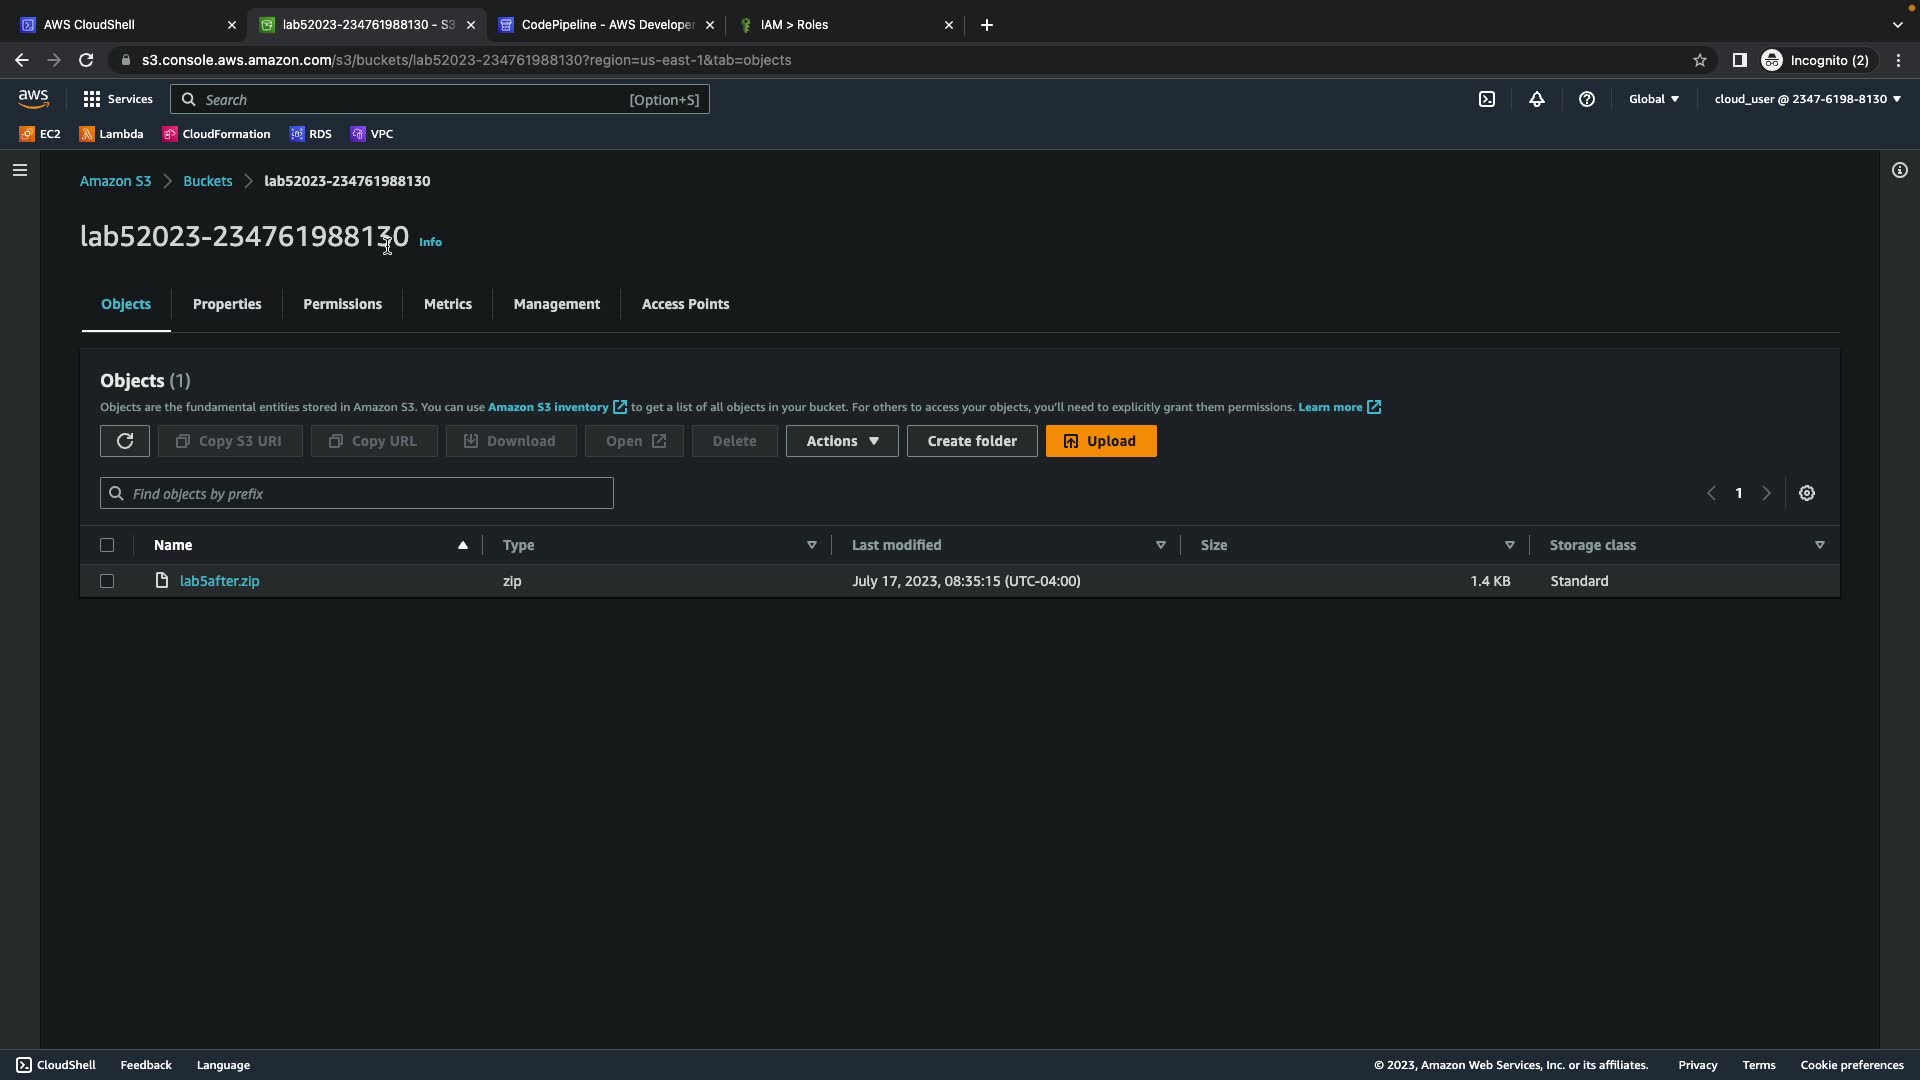 AWS CloudShell
lab52023-234761988130 - S3
CodePipeline - AWS Developer
IAM > Roles
s3.console.aws.amazon.com/s3/buckets/lab52023-234761988130?region=us-east-1&tab=objects
Incognito (2)
aws
Services
Search
[Option+S]
Global
cloud_user @ 2347-6198-8130
EC2
Lambda
CloudFormation
RDS
VPC
Amazon S3
Buckets
lab52023-234761988130
lab52023-234761988130 Info
Objects
Properties
Permissions
Metrics
Management
Access Points
Objects (1)
Objects are the fundamental entities stored in Amazon S3. You can use Amazon S3 inventory to get a list of all objects in your bucket. For others to access your objects, you'll need to explicitly grant them permissions. Learn more
Copy S3 URI
Copy URL
Download
Open
Delete
Actions
Create folder
Upload
Find objects by prefix
1
Name
Type
Last modified
Size
Storage class
lab5after.zip
zip
July 17, 2023, 08:35:15 (UTC-04:00)
1.4 KB
Standard
CloudShell
Feedback
Language
© 2023, Amazon Web Services, Inc. or its affiliates.
Privacy
Terms
Cookie preferences